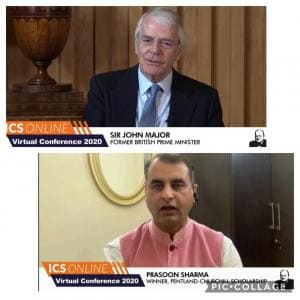 ICS ONLINE
Virtual Conference 2020
SIR JOHN MAJOR
FORMER BRITISH PRIME MINISTER
ICS ONLINE
Virtual Conference 2020
PRASOON SHARMA
WINNER, PENTLAND-CHURCHILL SCHOLARSHIP
PIC•COLLAGE